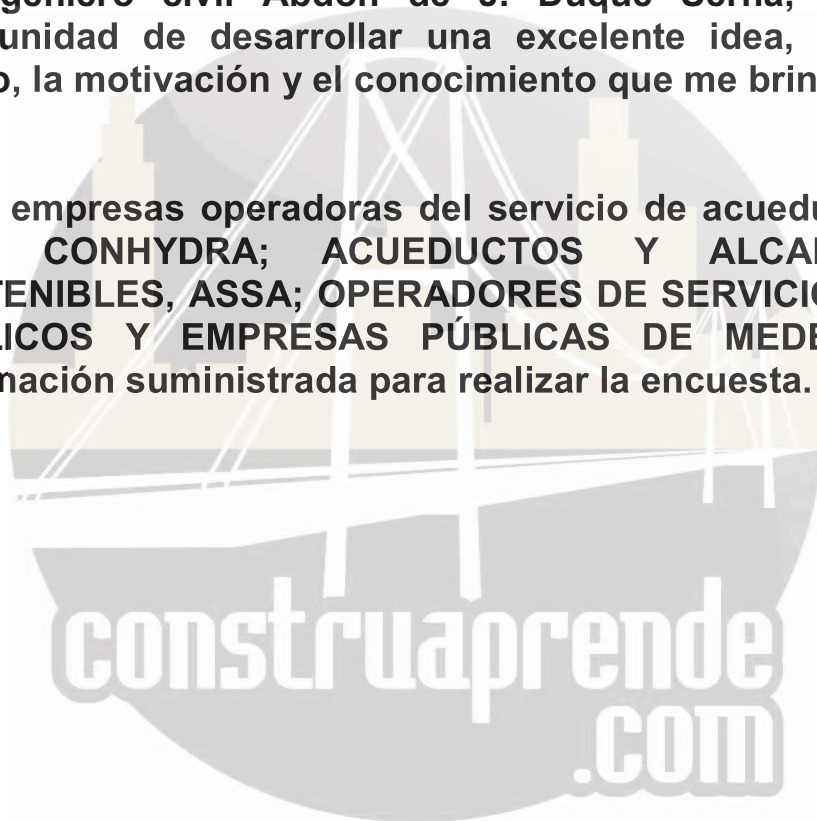 geniero civil Abdón de J. Duque Serna,
unidad de desarrollar una excelente idea,
o, la motivación y el conocimiento que me brin
empresas operadoras del servicio de acuedu
CONHYDRA; ACUEDUCTOS Y ALCA
TENIBLES, ASSA; OPERADORES DE SERVICIO
LICOS Y EMPRESAS PÚBLICAS DE MEDE
mación suministrada para realizar la encuesta.
construaprende
.com